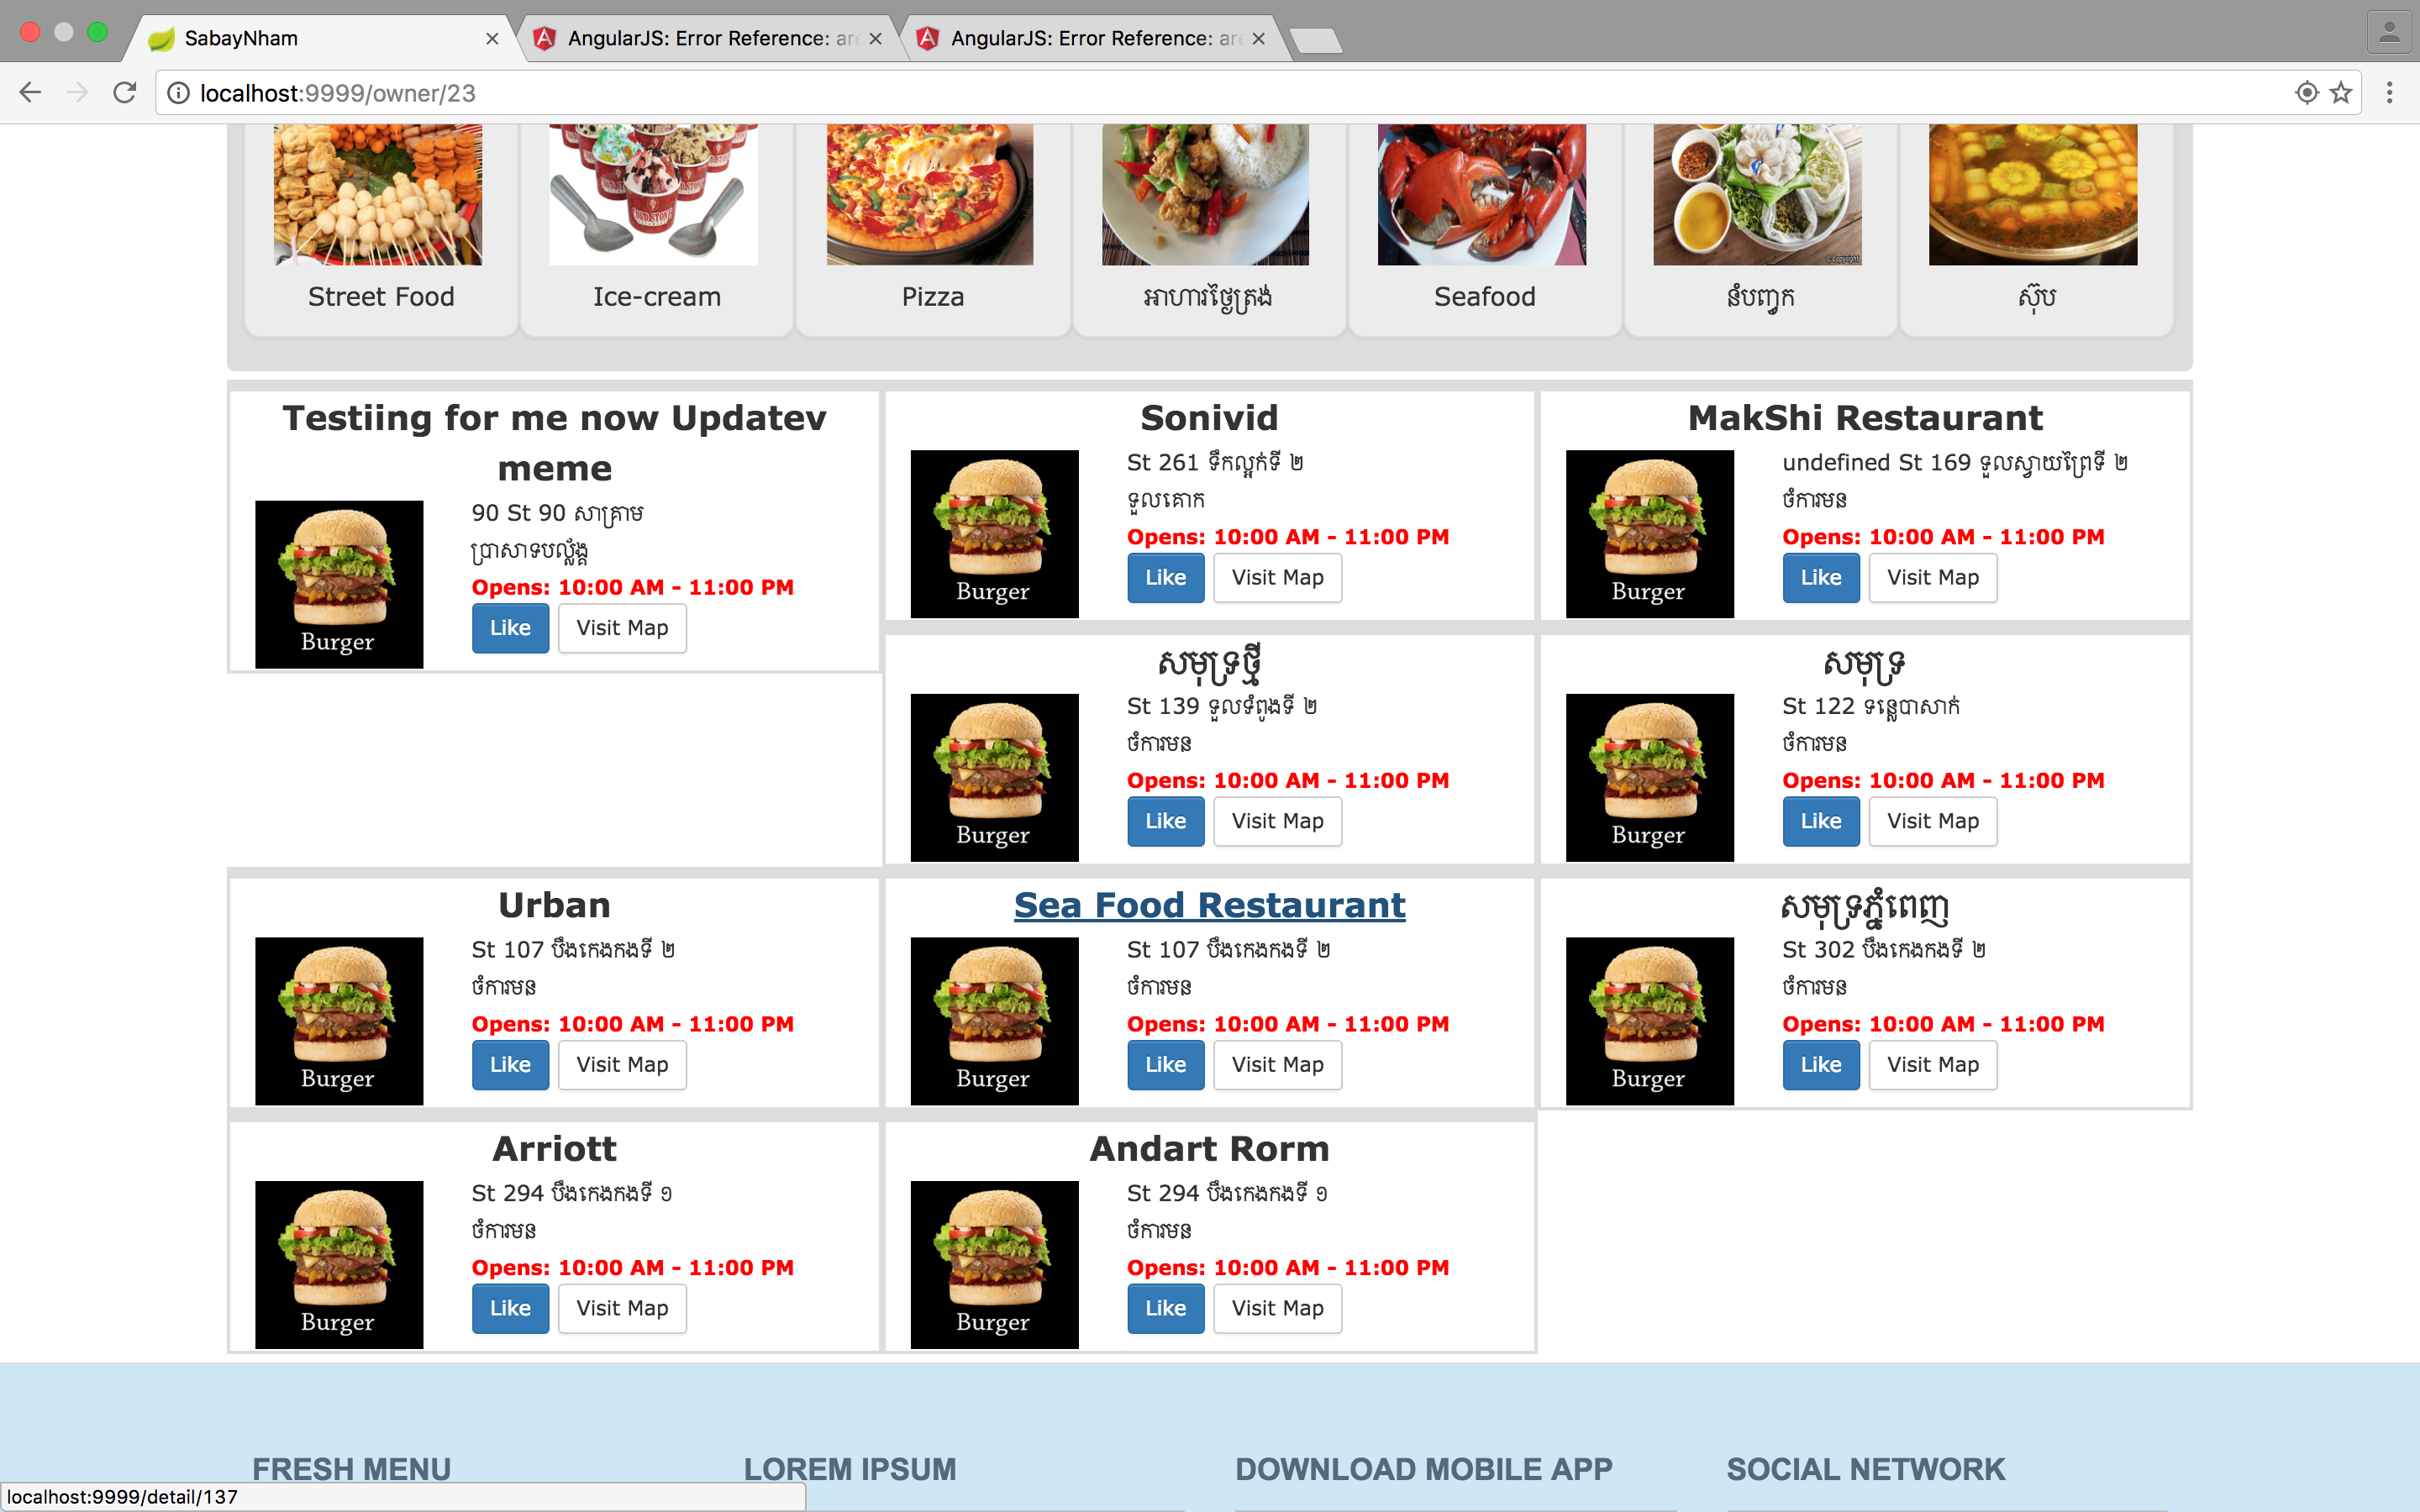 SabayNham
AngularJS: Error Reference: are
AngularJS: Error Reference: are
localhost:9999/owner/23
Street Food
Ice-cream
Pizza
អាហារថ្ងៃត្រង់
Seafood
នំបញ្ចុក
ស៊ុប
Testiing for me now Updatev
meme
90 St 90 សាត្រាម
ប្រាសាទបល្ល័ង្គ
Opens: 10:00 AM - 11:00 PM
Like
Visit Map
Burger
Sonivid
St 261 ទឹកល្អក់ទី ២
ទួលគោក
Opens: 10:00 AM - 11:00 PM
Like
Visit Map
Burger
MakShi Restaurant
undefined St 169 ទួលស្វាយព្រៃទី ២
ចំការមន
Opens: 10:00 AM - 11:00 PM
Like
Visit Map
Burger
សមុទ្រថ្មី
St 139 ទួលទំពូងទី ២
ចំការមន
Opens: 10:00 AM - 11:00 PM
Like
Visit Map
Burger
សមុទ្រ
St 122 ទន្លេបាសាក់
ចំការមន
Opens: 10:00 AM - 11:00 PM
Like
Visit Map
Burger
Urban
St 107 បឹងកេងកងទី ២
ចំការមន
Opens: 10:00 AM - 11:00 PM
Like
Visit Map
Burger
Sea Food Restaurant
St 107 បឹងកេងកងទី ២
ចំការមន
Opens: 10:00 AM - 11:00 PM
Like
Visit Map
Burger
សមុទ្រភ្នំពេញ
St 302 បឹងកេងកងទី ២
ចំការមន
Opens: 10:00 AM - 11:00 PM
Like
Visit Map
Burger
Arriott
St 294 បឹងកេងកងទី ១
ចំការមន
Opens: 10:00 AM - 11:00 PM
Like
Visit Map
Burger
Andart Rorm
St 294 បឹងកេងកងទី ១
ចំការមន
Opens: 10:00 AM - 11:00 PM
Like
Visit Map
Burger
FRESH MENU
LOREM IPSUM
DOWNLOAD MOBILE APP
SOCIAL NETWORK
localhost:9999/detail/137